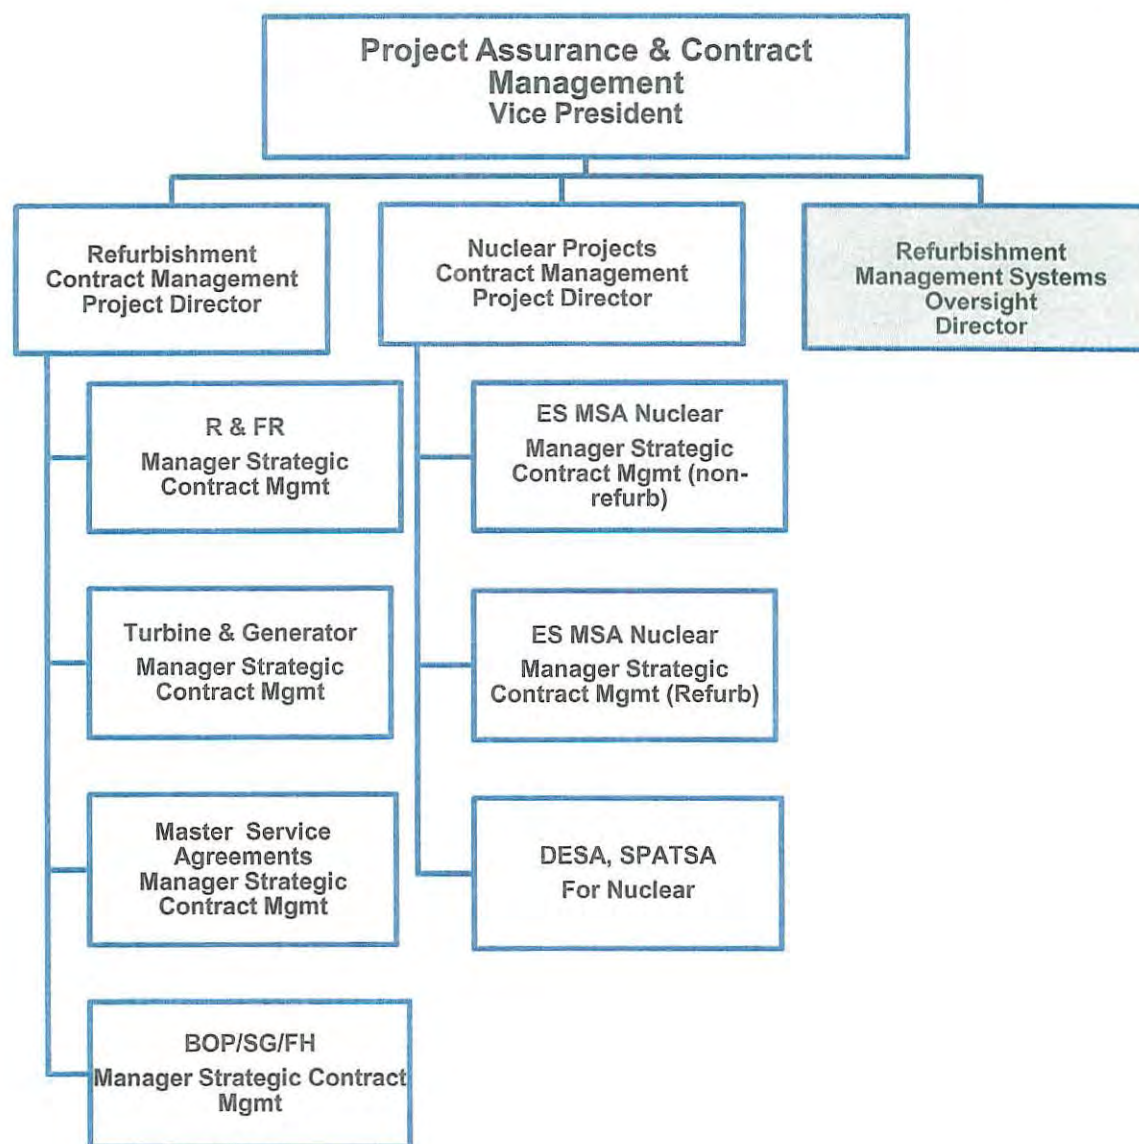 Project Assurance & Contract
Management
Vice President
Refurbishment
Contract Management
Project Director
Nuclear Projects
Contract Management
Project Director
Refurbishment
Management Systems
Oversight
Director
R & FR
Manager Strategic
Contract Mgmt
Turbine & Generator
Manager Strategic
Contract Mgmt
Master Service
Agreements
Manager Strategic
Contract Mgmt
BOP/SG/FH
Manager Strategic Contract
Mgmt
ES MSA Nuclear
Manager Strategic
Contract Mgmt (non-
refurb)
ES MSA Nuclear
Manager Strategic
Contract Mgmt (Refurb)
DESA, SPATSA
For Nuclear